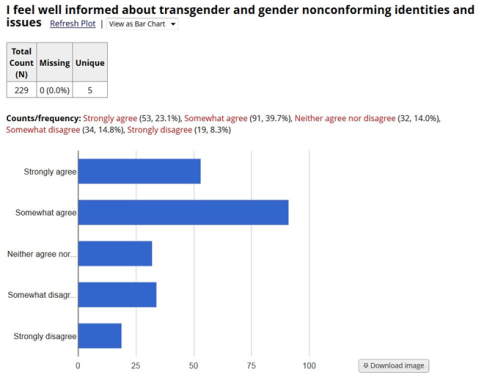 I feel well informed about transgender and gender nonconforming identities and
issues Refresh Plot | View as Bar Chart
Total Count (N) Missing Unique
229 0 (0.0%) 5
Counts/frequency: Strongly agree (53, 23.1%), Somewhat agree (91, 39.7%), Neither agree nor disagree (32, 14.0%),
Somewhat disagree (34, 14.8%), Strongly disagree (19, 8.3%)
Strongly agree
Somewhat agree
Neither agree nor...
Somewhat disagr...
Strongly disagree
0 25 50 75 100
Download image